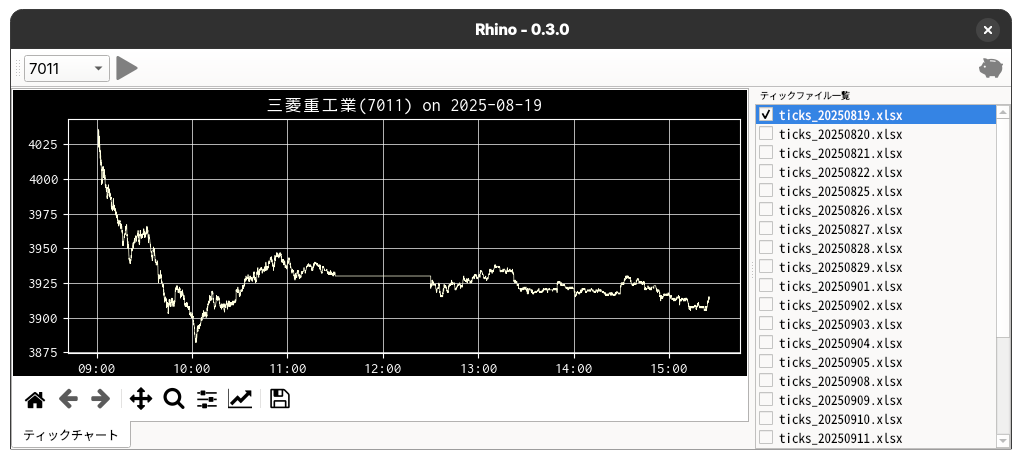 Rhino - 0.3.0
7011
三菱重工業(7011) on 2025-08-19
4025
4000
3975
3950
3925
3900
3875
09:00 10:00 11:00 12:00 13:00 14:00 15:00
ティックチャート
ティックファイル一覧
ticks_20250819.xlsx
ticks_20250820.xlsx
ticks_20250821.xlsx
ticks_20250822.xlsx
ticks_20250825.xlsx
ticks_20250826.xlsx
ticks_20250827.xlsx
ticks_20250828.xlsx
ticks_20250829.xlsx
ticks_20250901.xlsx
ticks_20250902.xlsx
ticks_20250903.xlsx
ticks_20250904.xlsx
ticks_20250905.xlsx
ticks_20250908.xlsx
ticks_20250909.xlsx
ticks_20250910.xlsx
ticks_20250911.xlsx